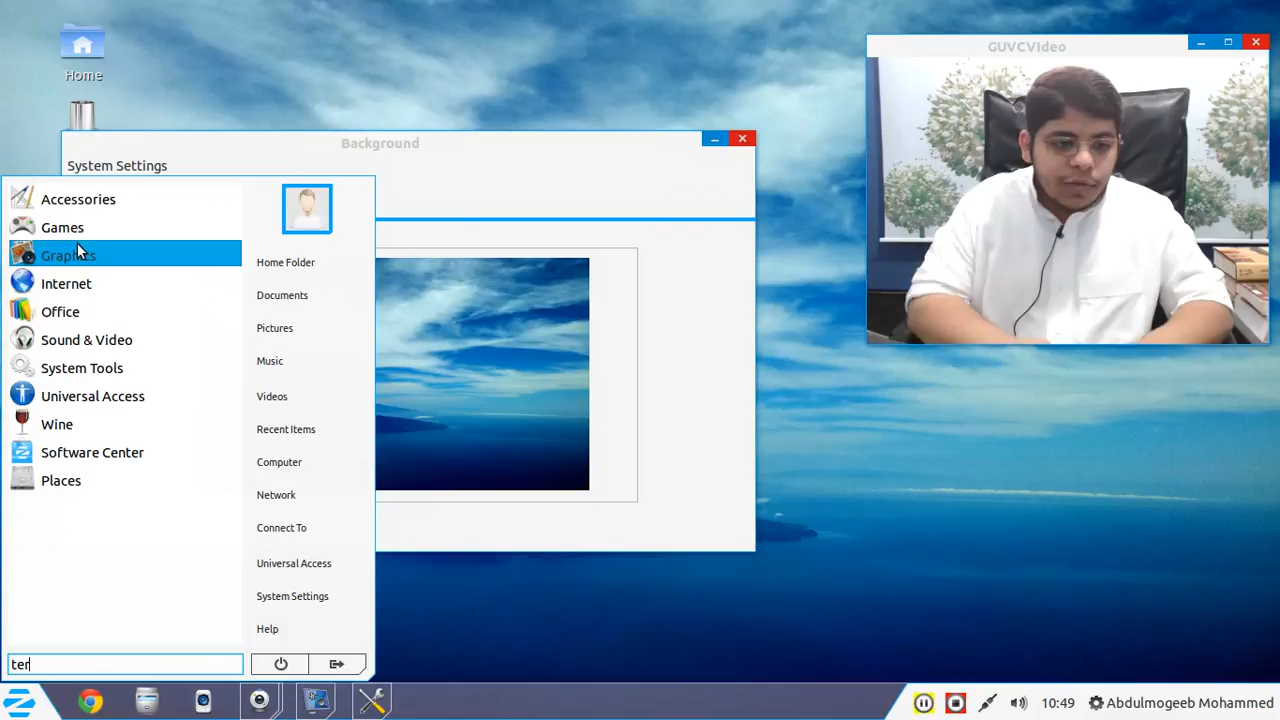 Home
GUVCVIdeo
Background
System Settings
Accessories
Games
Graphics
Internet
Office
Sound & Video
System Tools
Universal Access
Wine
Software Center
Places
Home Folder
Documents
Pictures
Music
Videos
Recent Items
Computer
Network
Connect To
Universal Access
System Settings
Help
ter
10:49
Abdulmogeeb Mohammed